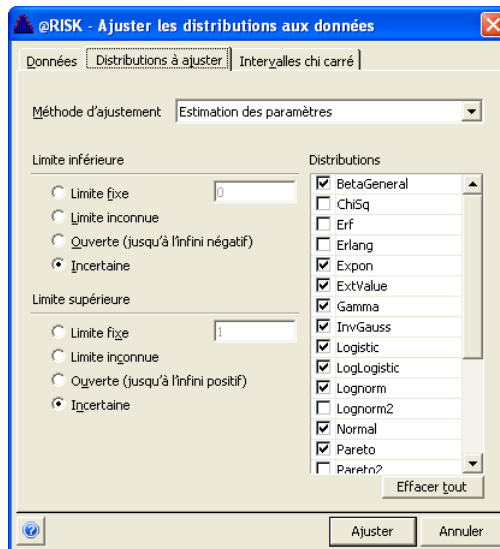 @RISK - Ajuster les distributions aux données
Données
Distributions à ajuster
Intervalles chi carré
Méthode d'ajustement
Estimation des paramètres
Limite inférieure
Limite fixe
0
Limite inconnue
Ouverte (jusqu'à l'infini négatif)
Incertaine
Limite supérieure
Limite fixe
1
Limite inconnue
Ouverte (jusqu'à l'infini positif)
Incertaine
Distributions
BetaGeneral
ChiSq
Erf
Erlang
Expon
ExtValue
Gamma
InvGauss
Logistic
LogLogistic
Lognorm
Lognorm2
Normal
Pareto
Pareto2
Effacer tout
Ajuster
Annuler